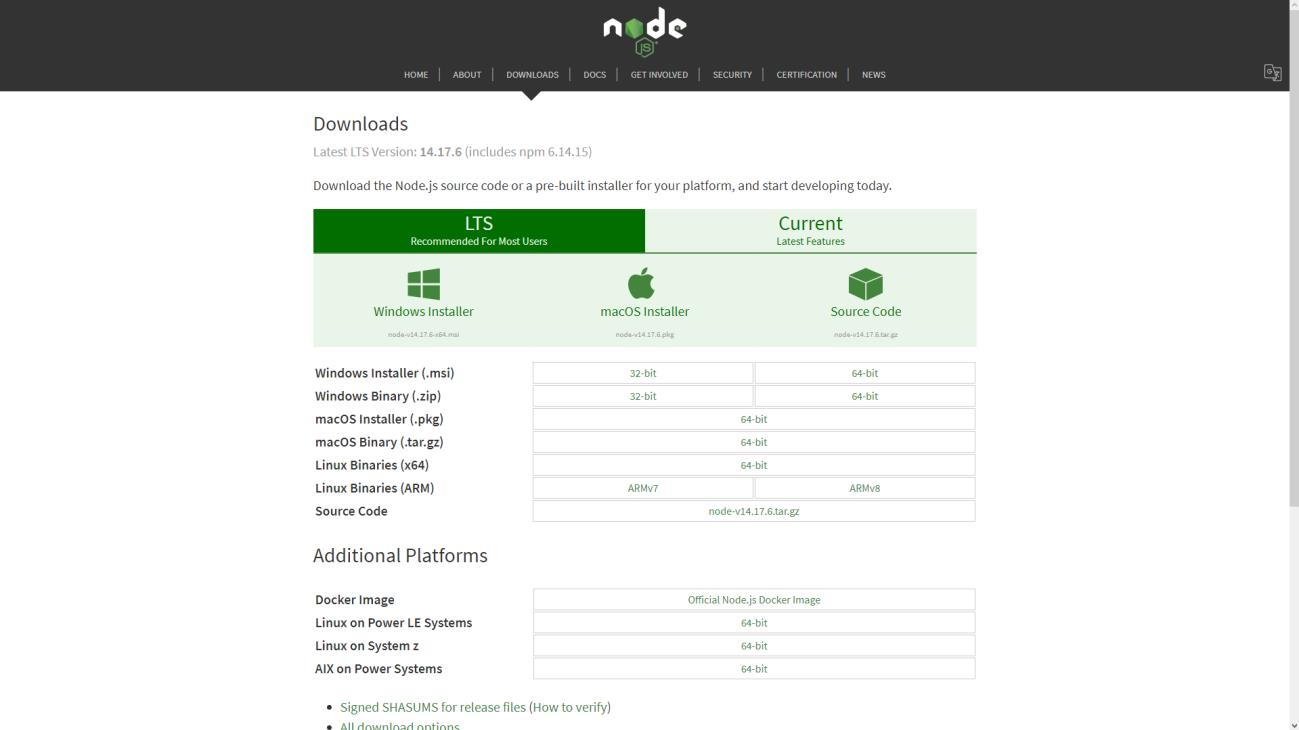 node
JS
HOME ABOUT DOWNLOADS DOCS GET INVOLVED SECURITY CERTIFICATION NEWS
Downloads
Latest LTS Version: 14.17.6 (includes npm 6.14.15)
Download the Node.js source code or a pre-built installer for your platform, and start developing today.
LTS
Recommended For Most Users
Current
Latest Features
Windows Installer
node-v14.17.6-x64.msi
macOS Installer
node-v14.17.6.pkg
Source Code
node-v14.17.6.tar.gz
Windows Installer (.msi) 32-bit 64-bit
Windows Binary (.zip) 32-bit 64-bit
macOS Installer (.pkg) 64-bit
macOS Binary (.tar.gz) 64-bit
Linux Binaries (x64) 64-bit
Linux Binaries (ARM) ARMv7 ARMv8
Source Code node-v14.17.6.tar.gz
Additional Platforms
Docker Image Official Node.js Docker Image
Linux on Power LE Systems 64-bit
Linux on System z 64-bit
AIX on Power Systems 64-bit
Signed SHASUMS for release files (How to verify)
All download options